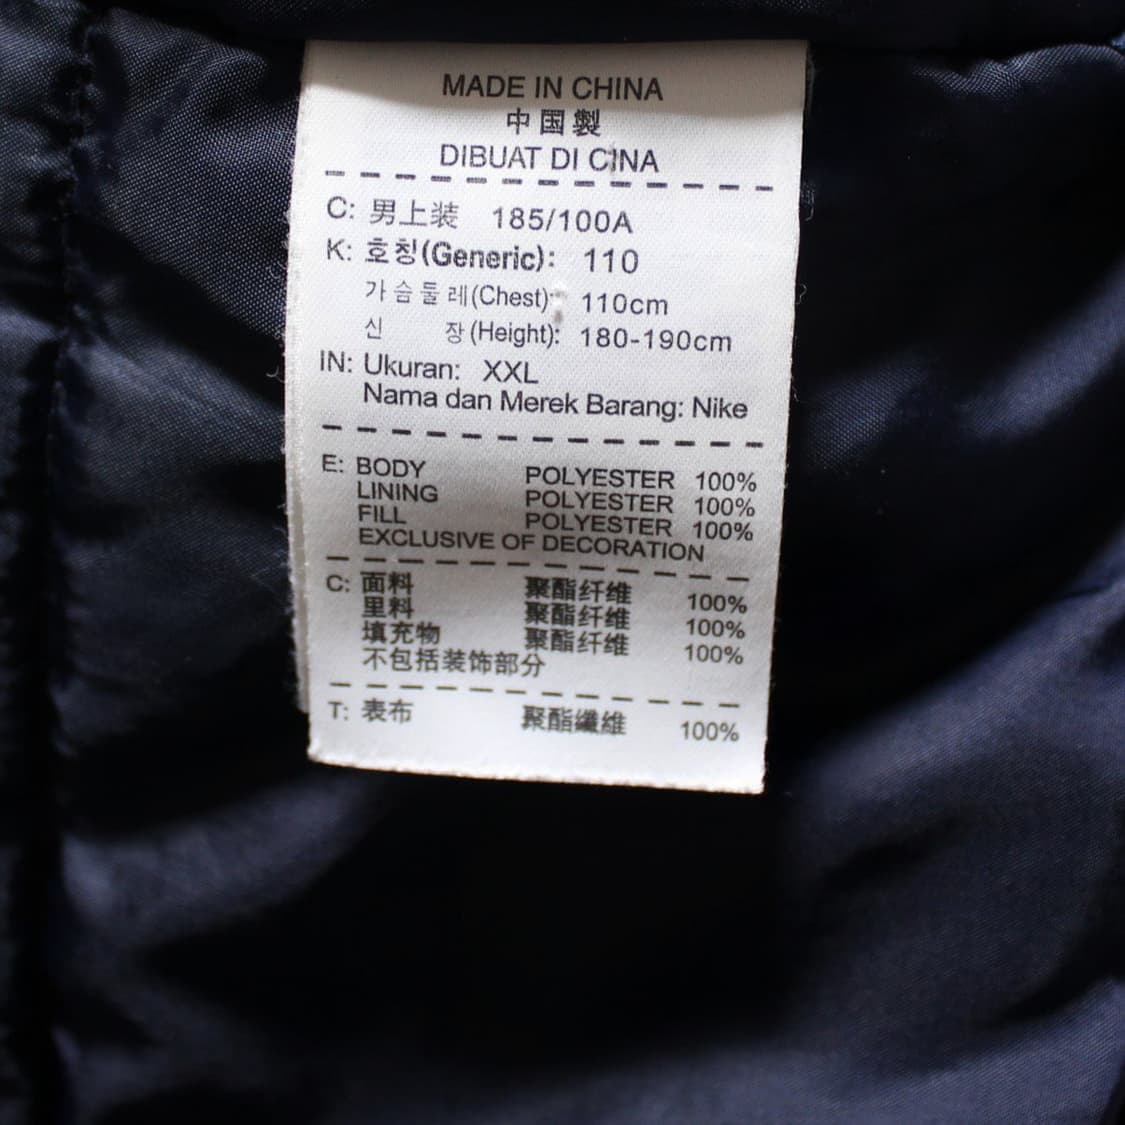 MADE IN CHINA
中国製
DIBUAT DI CINA
C: 男上装 185/100A
K: 호칭(Generic): 110
가슴둘레(Chest): 110cm
신 장(Height): 180-190cm
IN: Ukuran: XXL
Nama dan Merek Barang: Nike
E: BODY POLYESTER 100%
LINING POLYESTER 100%
FILL POLYESTER 100%
EXCLUSIVE OF DECORATION
C: 面料 聚酯纤维 100%
里料 聚酯纤维 100%
填充物 聚酯纤维 100%
不包括装饰部分
T: 表布 聚酯纖維 100%